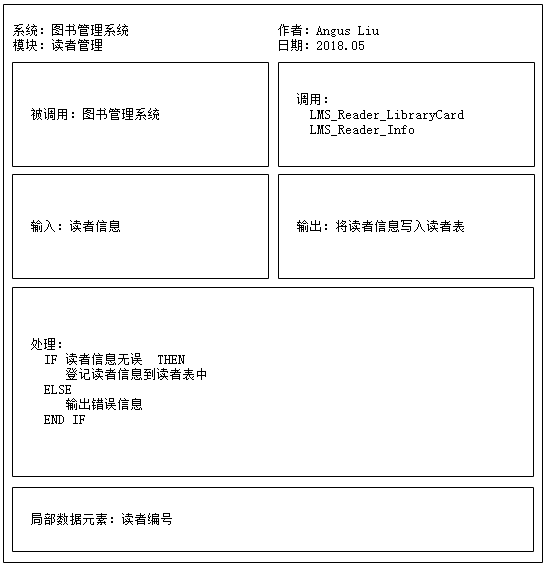 系统：图书管理系统
作者：Angus Liu
模块：读者管理
日期：2018.05
被调用：图书管理系统
调用：
LMS_Reader_LibraryCard
LMS_Reader_Info
输入：读者信息
输出：将读者信息写入读者表
处理：
IF 读者信息无误 THEN
登记读者信息到读者表中
ELSE
输出错误信息
END IF
局部数据元素：读者编号